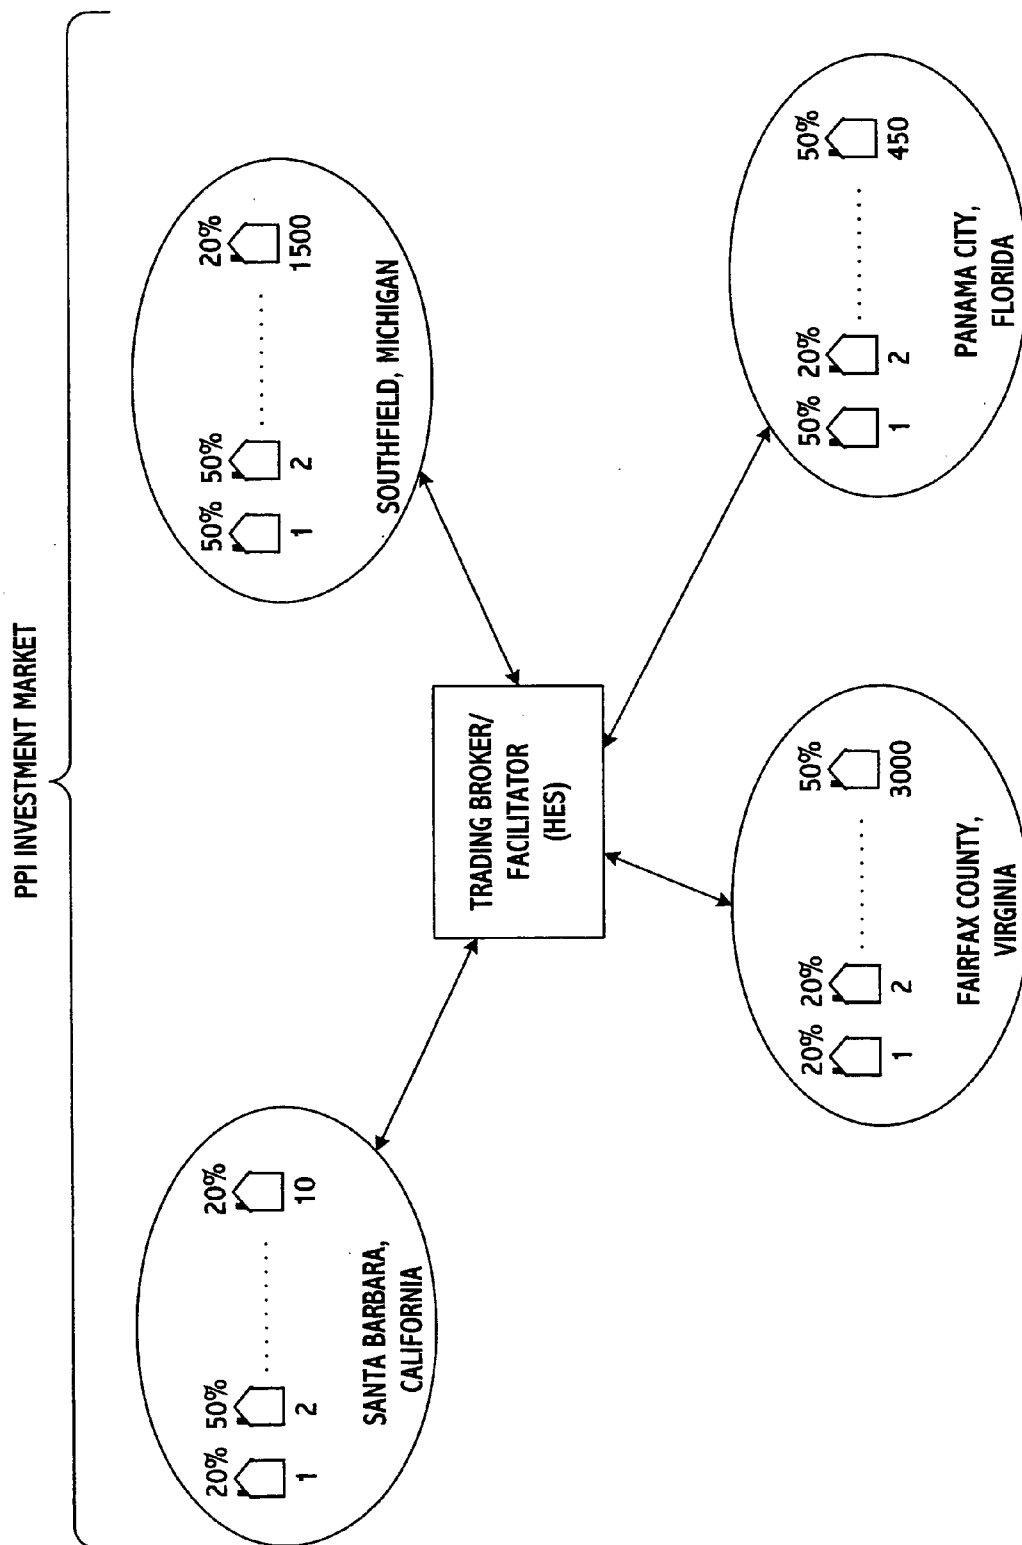 PPI INVESTMENT MARKET
20% 50% 20%
1 2 10
SANTA BARBARA,
CALIFORNIA
50% 50% 20%
1 2 1500
SOUTHFIELD, MICHIGAN
TRADING BROKER/
FACILITATOR
(HES)
20% 20% 50%
1 2 3000
FAIRFAX COUNTY,
VIRGINIA
50% 20% 50%
1 2 450
PANAMA CITY,
FLORIDA